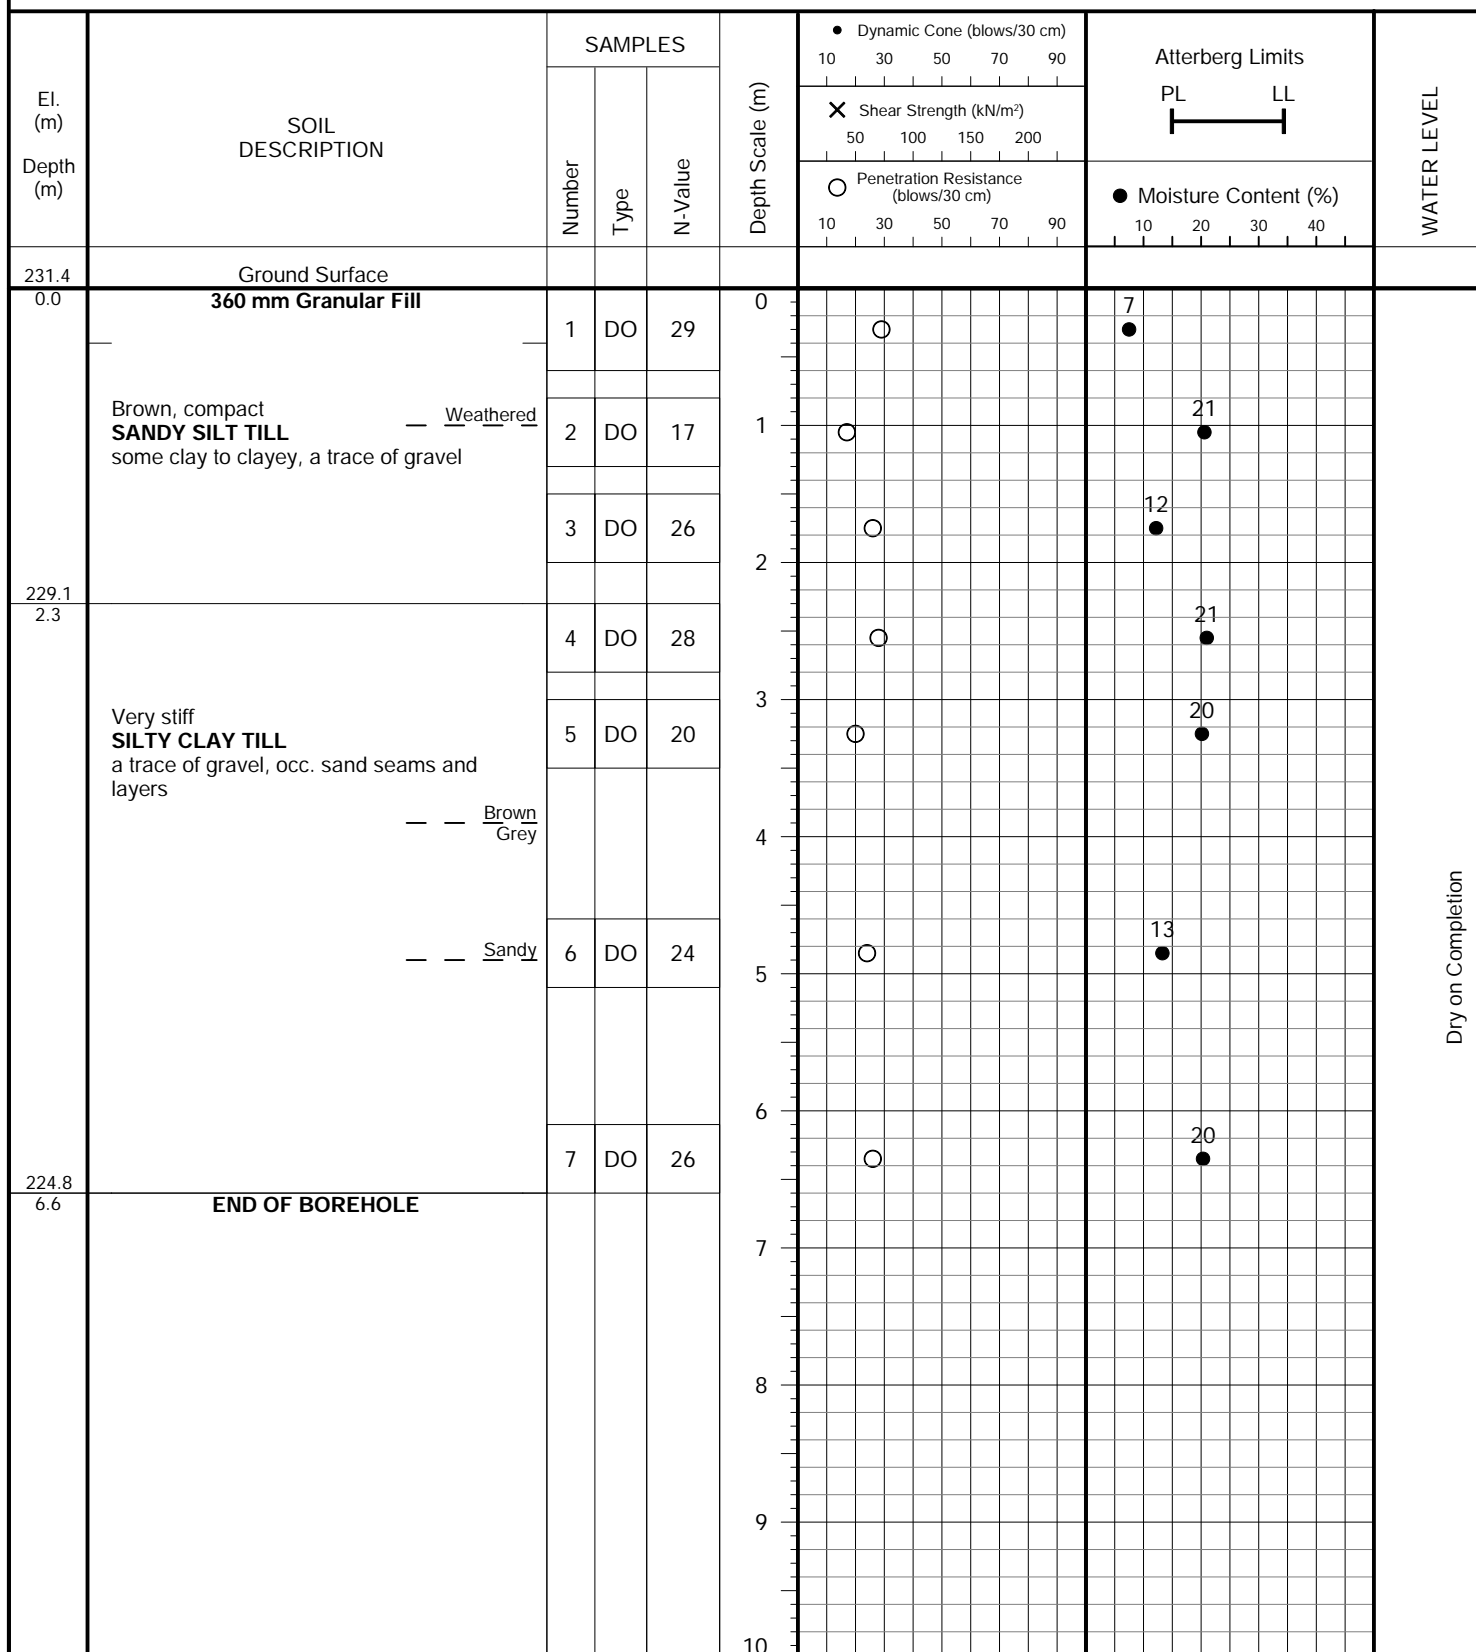 El.
(m)
Depth
(m)
SOIL
DESCRIPTION
SAMPLES
Number
Type
N-Value
Depth Scale (m)
Dynamic Cone (blows/30 cm)
10 30 50 70 90
Shear Strength (kN/m²)
50 100 150 200
Penetration Resistance
(blows/30 cm)
10 30 50 70 90
Atterberg Limits
PL LL
Moisture Content (%)
10 20 30 40
WATER LEVEL
231.4 Ground Surface
0.0 360 mm Granular Fill 0
1 DO 29 7
Brown, compact Weathered
SANDY SILT TILL 2 DO 17 1 21
some clay to clayey, a trace of gravel
3 DO 26 12
2
229.1
2.3
4 DO 28 21
3
Very stiff
SILTY CLAY TILL 5 DO 20 20
a trace of gravel, occ. sand seams and
layers
Brown
Grey
4
Sandy 6 DO 24 13
5
Dry on Completion
6
7 DO 26 20
224.8
6.6 END OF BOREHOLE
7
8
9
10